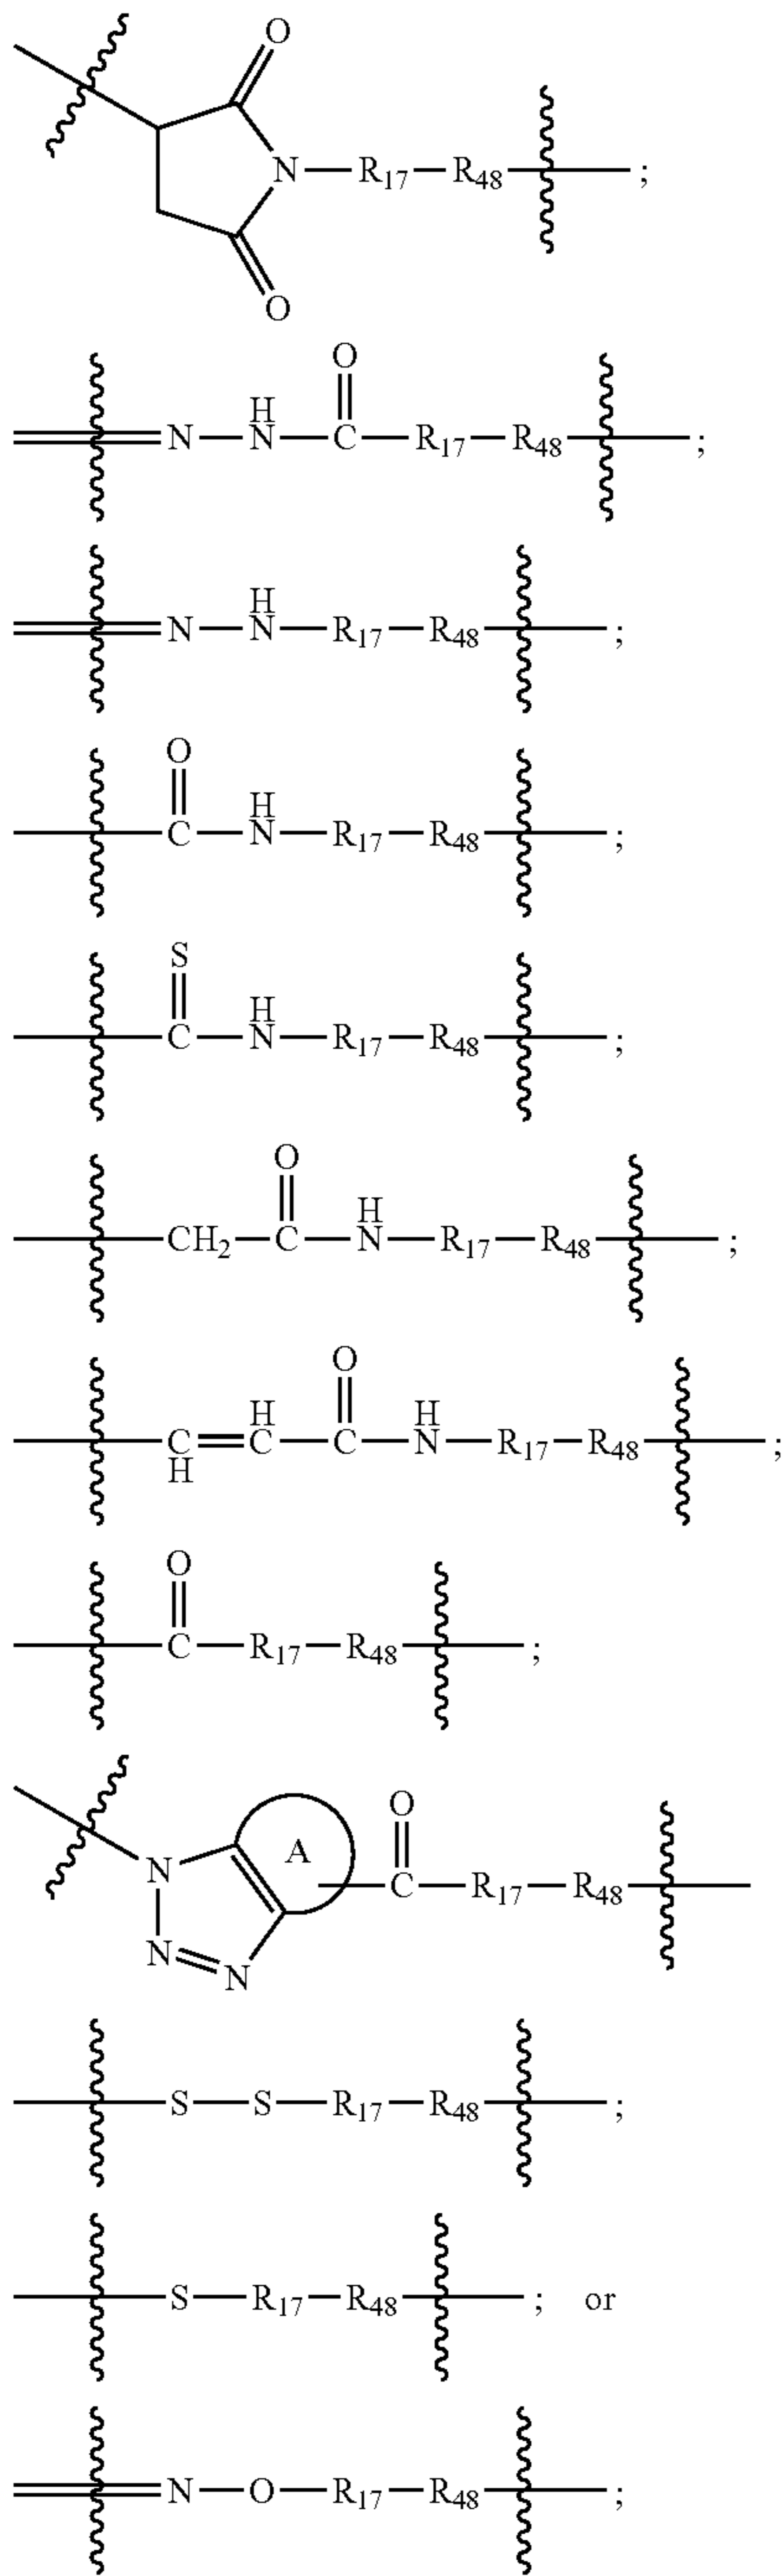 O
N—R₁₇—R₄₈ ;
O
O
N—N—C—R₁₇—R₄₈ ;
H
H
N—N—R₁₇—R₄₈ ;
O
H
C—N—R₁₇—R₄₈ ;
S
H
C—N—R₁₇—R₄₈ ;
O
H
CH₂—C—N—R₁₇—R₄₈ ;
O
H H
C=C—C—N—R₁₇—R₄₈ ;
H
O
C—R₁₇—R₄₈ ;
O
A
N C—R₁₇—R₄₈
N=N
S—S—R₁₇—R₄₈ ;
S—R₁₇—R₄₈ ; or
N—O—R₁₇—R₄₈ ;